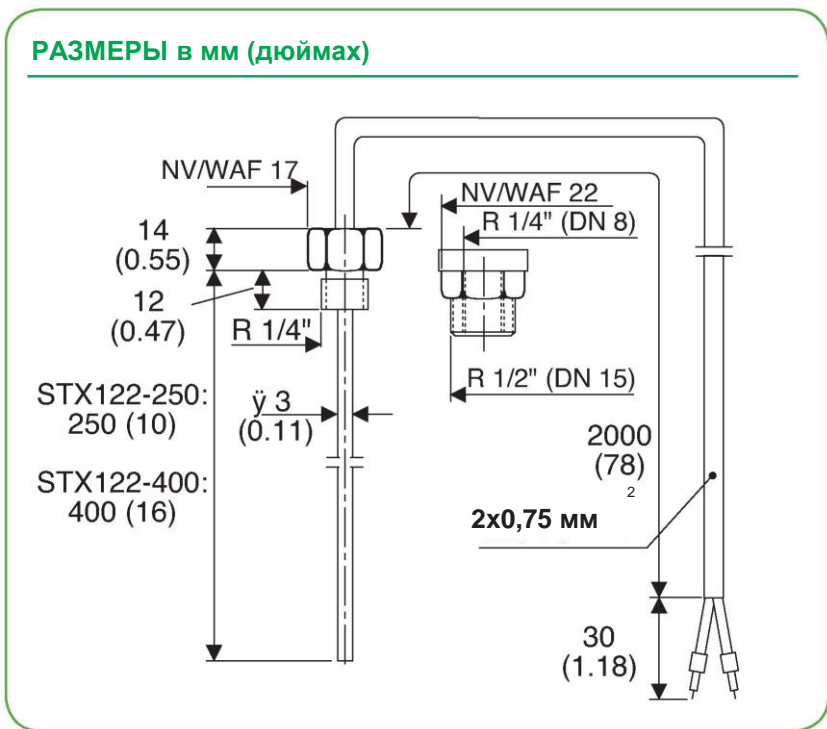 РАЗМЕРЫ в мм (дюймах)
NV/WAF 17
NV/WAF 22
R 1/4" (DN 8)
14
(0.55)
12
(0.47)
R 1/4"
R 1/2" (DN 15)
STX122-250:
250 (10)
ÿ 3
(0.11)
STX122-400:
400 (16)
2000
(78)
2
2x0,75 мм
30
(1.18)